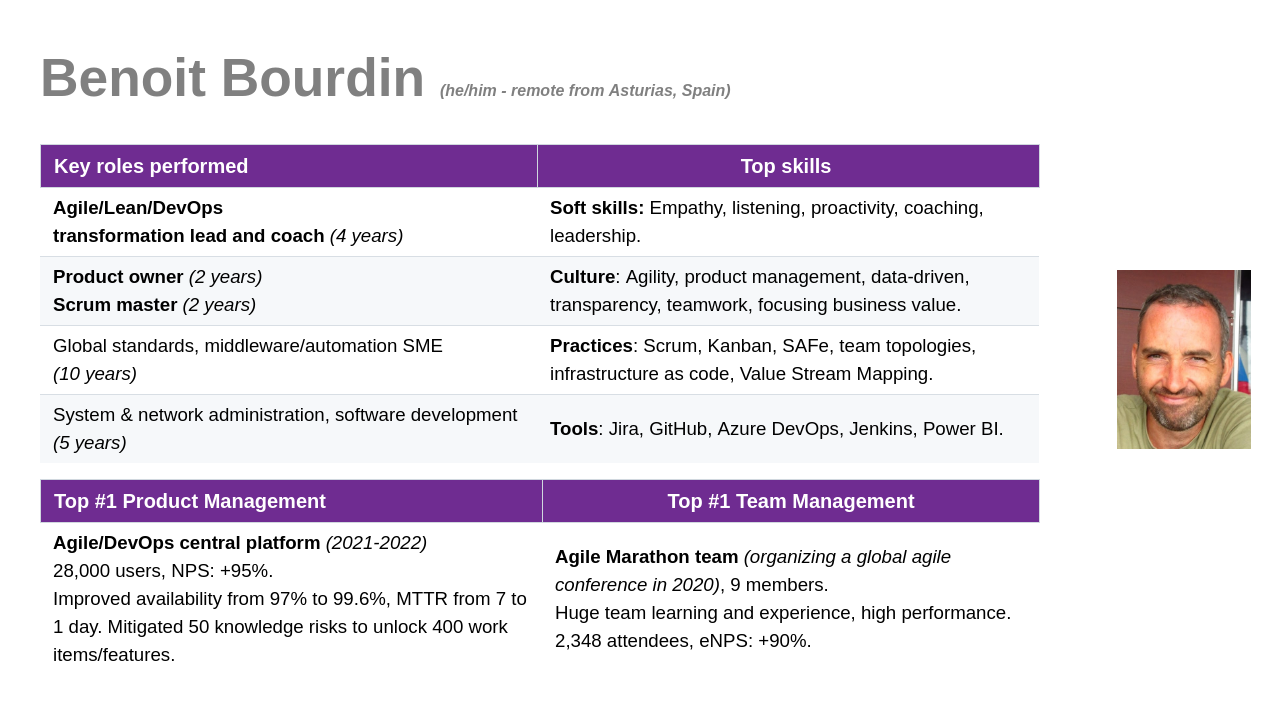 Benoit Bourdin (he/him - remote from Asturias, Spain)
Key roles performed
Top skills
Agile/Lean/DevOps
transformation lead and coach (4 years)
Soft skills: Empathy, listening, proactivity, coaching,
leadership.
Product owner (2 years)
Scrum master (2 years)
Culture: Agility, product management, data-driven,
transparency, teamwork, focusing business value.
Global standards, middleware/automation SME
(10 years)
Practices: Scrum, Kanban, SAFe, team topologies,
infrastructure as code, Value Stream Mapping.
System & network administration, software development
(5 years)
Tools: Jira, GitHub, Azure DevOps, Jenkins, Power BI.
Top #1 Product Management
Top #1 Team Management
Agile/DevOps central platform (2021-2022)
28,000 users, NPS: +95%.
Improved availability from 97% to 99.6%, MTTR from 7 to
1 day. Mitigated 50 knowledge risks to unlock 400 work
items/features.
Agile Marathon team (organizing a global agile
conference in 2020), 9 members.
Huge team learning and experience, high performance.
2,348 attendees, eNPS: +90%.